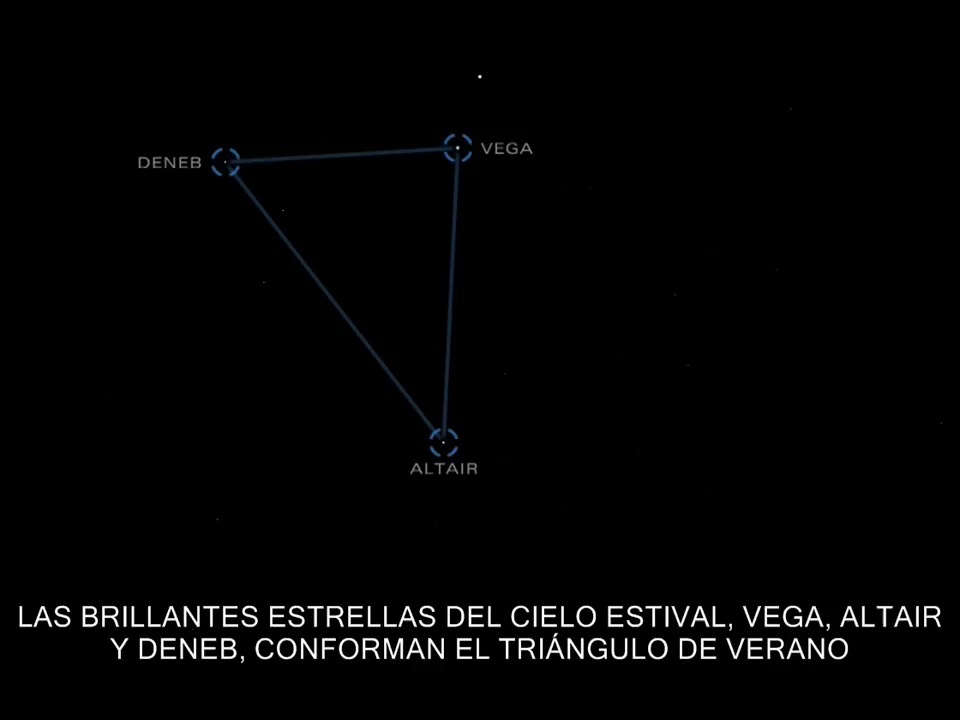 DENEB
VEGA
ALTAIR
LAS BRILLANTES ESTRELLAS DEL CIELO ESTIVAL, VEGA, ALTAIR
Y DENEB, CONFORMAN EL TRIÁNGULO DE VERANO